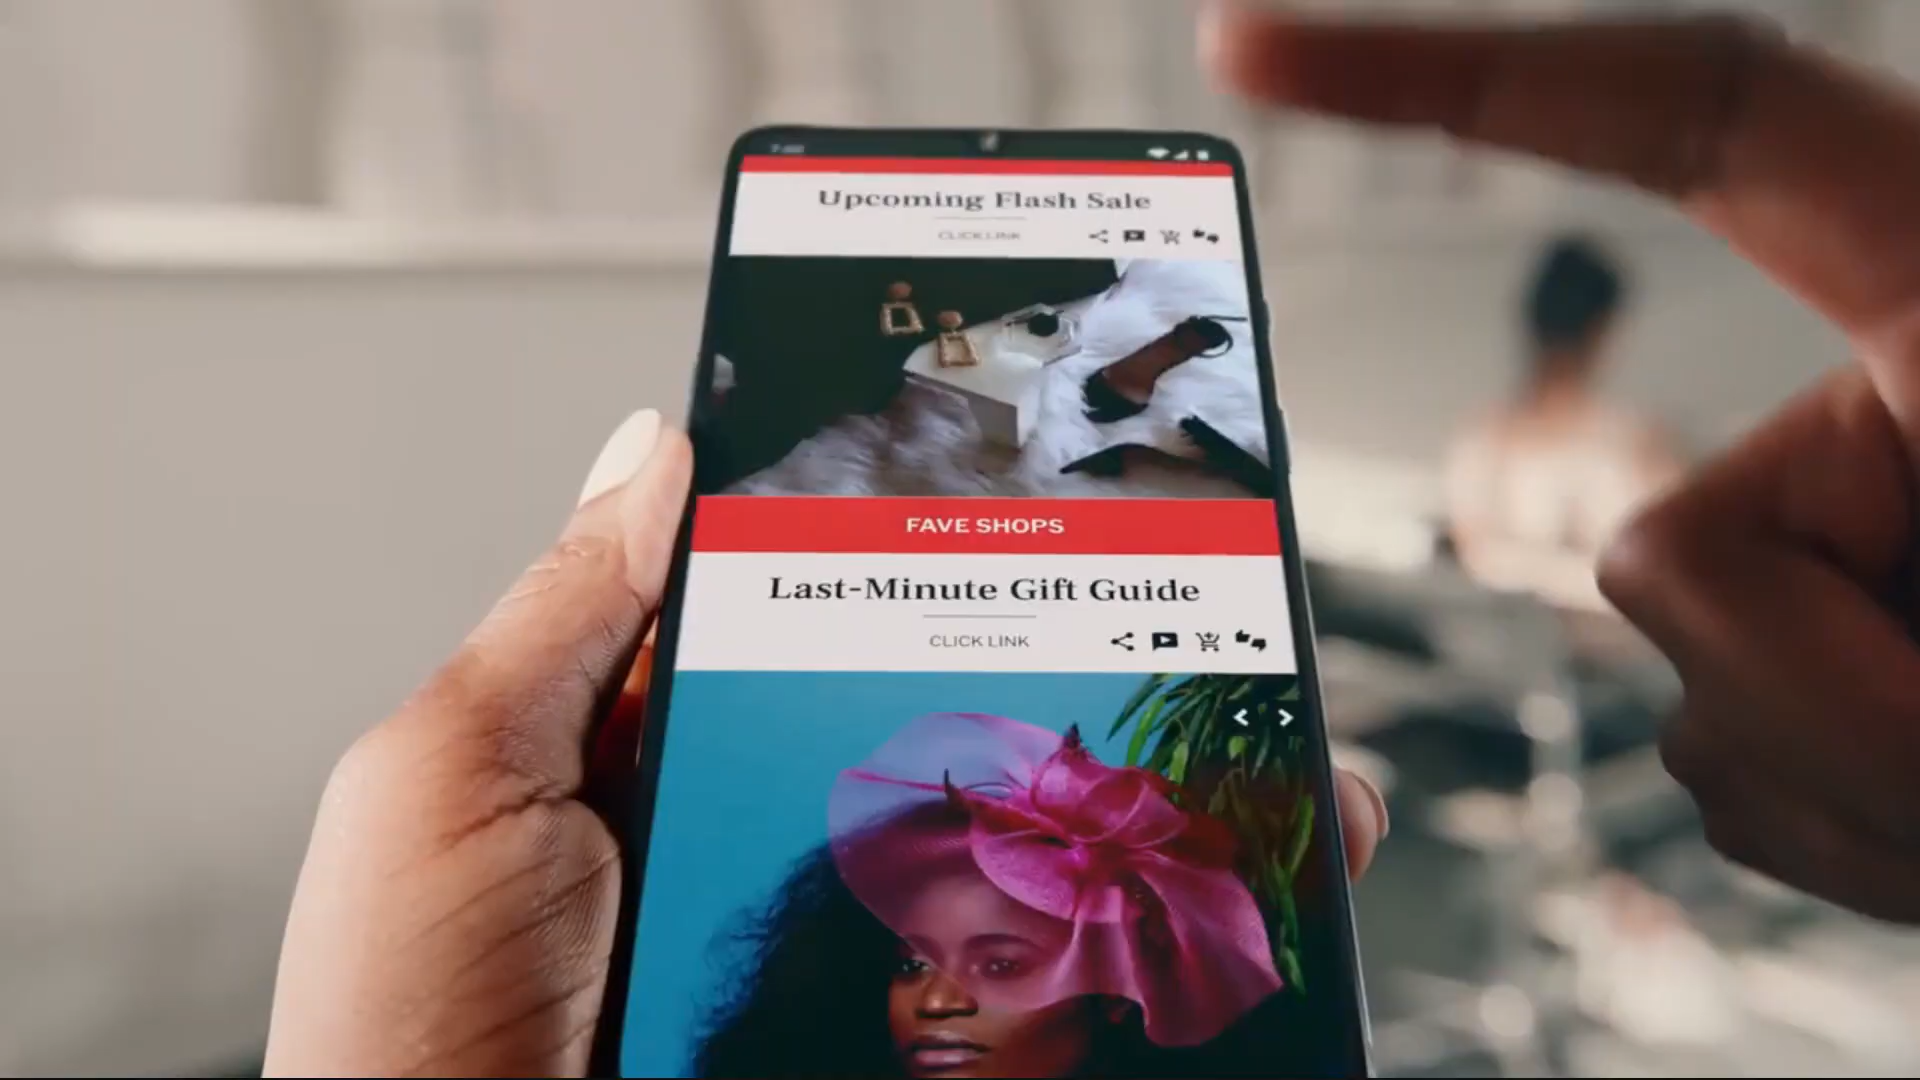 Upcoming Flash Sale
CLICK LINK
FAVE SHOPS
Last-Minute Gift Guide
CLICK LINK